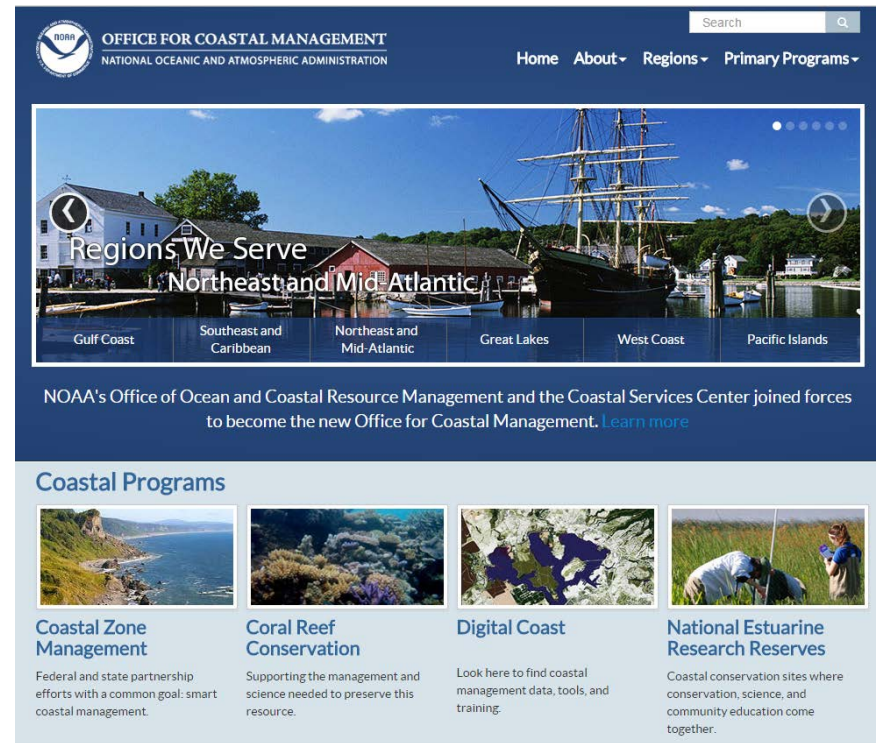 Search
NOAA
OFFICE FOR COASTAL MANAGEMENT
NATIONAL OCEANIC AND ATMOSPHERIC ADMINISTRATION
Home About Regions Primary Programs
Regions We Serve
Northeast and Mid-Atlantic
Gulf Coast
Southeast and
Caribbean
Northeast and
Mid-Atlantic
Great Lakes
West Coast
Pacific Islands
NOAA's Office of Ocean and Coastal Resource Management and the Coastal Services Center joined forces
to become the new Office for Coastal Management. Learn more
Coastal Programs
Coastal Zone
Management
Federal and state partnership
efforts with a common goal: smart
coastal management.
Coral Reef
Conservation
Supporting the management and
science needed to preserve this
resource.
Digital Coast
Look here to find coastal
management data, tools, and
training.
National Estuarine
Research Reserves
Coastal conservation sites where
conservation, science, and
community education come
together.